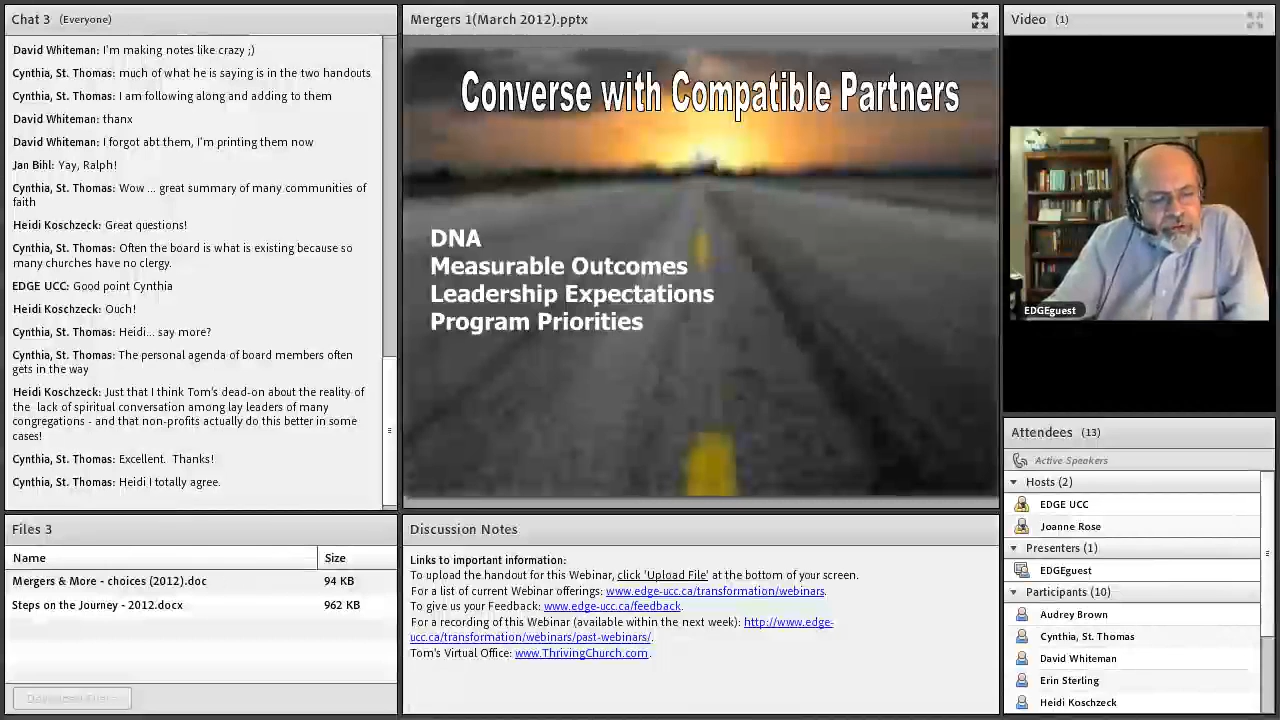 Chat 3 (Everyone)
David Whiteman: I'm making notes like crazy ;)
Cynthia, St. Thomas: much of what he is saying is in the two handouts
Cynthia, St. Thomas: I am following along and adding to them
David Whiteman: thanx
David Whiteman: I forgot abt them, I'm printing them now
Jan Bihl: Yay, Ralph!
Cynthia, St. Thomas: Wow ... great summary of many communities of
faith
Heidi Koschzeck: Great questions!
Cynthia, St. Thomas: Often the board is what is existing because so
many churches have no clergy.
EDGE UCC: Good point Cynthia
Heidi Koschzeck: Ouch!
Cynthia, St. Thomas: Heidi... say more?
Cynthia, St. Thomas: The personal agenda of board members often
gets in the way
Heidi Koschzeck: Just that I think Tom's dead-on about the reality of
the lack of spiritual conversation among lay leaders of many
congregations - and that non-profits actually do this better in some
cases!
Cynthia, St. Thomas: Excellent. Thanks!
Cynthia, St. Thomas: Heidi I totally agree.
Files 3
Name Size
Mergers & More - choices (2012).doc 94 KB
Steps on the Journey - 2012.docx 962 KB
Mergers 1(March 2012).pptx
Converse with Compatible Partners
DNA
Measurable Outcomes
Leadership Expectations
Program Priorities
Discussion Notes
Links to important information:
To upload the handout for this Webinar, click 'Upload File' at the bottom of your screen.
For a list of current Webinar offerings: www.edge-ucc.ca/transformation/webinars.
To give us your Feedback: www.edge-ucc.ca/feedback.
For a recording of this Webinar (available within the next week): http://www.edge-
ucc.ca/transformation/webinars/past-webinars/.
Tom's Virtual Office: www.ThrivingChurch.com.
Video (1)
EDGEguest
Attendees (13)
Active Speakers
Hosts (2)
EDGE UCC
Joanne Rose
Presenters (1)
EDGEguest
Participants (10)
Audrey Brown
Cynthia, St. Thomas
David Whiteman
Erin Sterling
Heidi Koschzeck